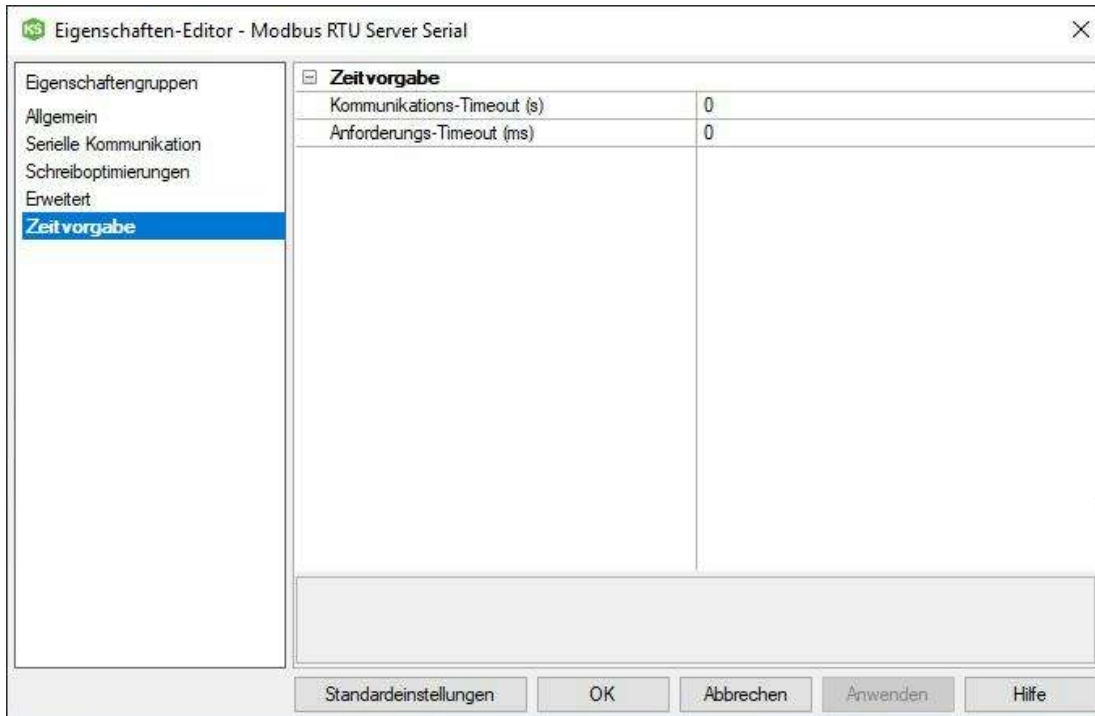 KS Eigenschaften-Editor - Modbus RTU Server Serial
Eigenschaftengruppen
Allgemein
Serielle Kommunikation
Schreiboptimierungen
Erweitert
Zeitvorgabe
Zeitvorgabe
Kommunikations-Timeout (s) 0
Anforderungs-Timeout (ms) 0
Standardeinstellungen OK Abbrechen Anwenden Hilfe